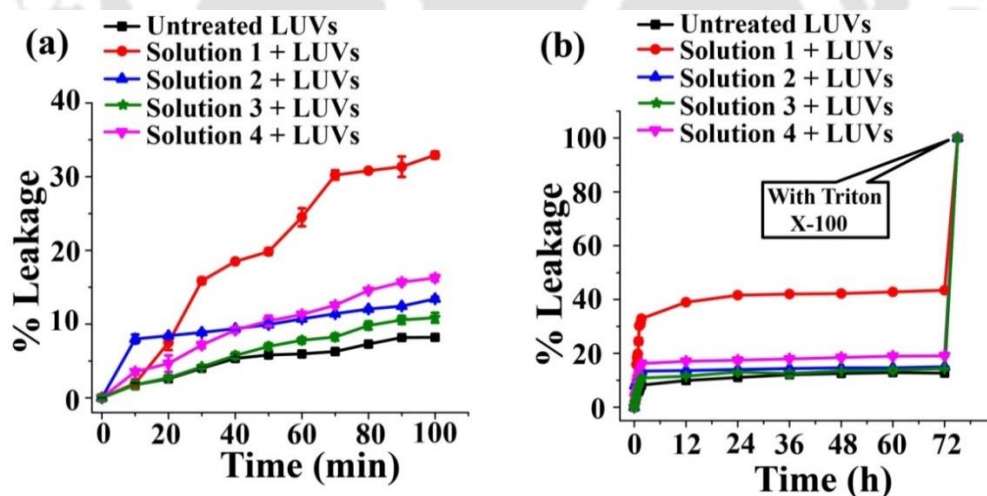 (a)
Untreated LUVs
Solution 1 + LUVs
Solution 2 + LUVs
Solution 3 + LUVs
Solution 4 + LUVs
% Leakage
40
30
20
10
0
0 20 40 60 80 100
Time (min)
(b)
Untreated LUVs
Solution 1 + LUVs
Solution 2 + LUVs
Solution 3 + LUVs
Solution 4 + LUVs
% Leakage
100
80
60
40
20
0
With Triton
X-100
0 12 24 36 48 60 72
Time (h)